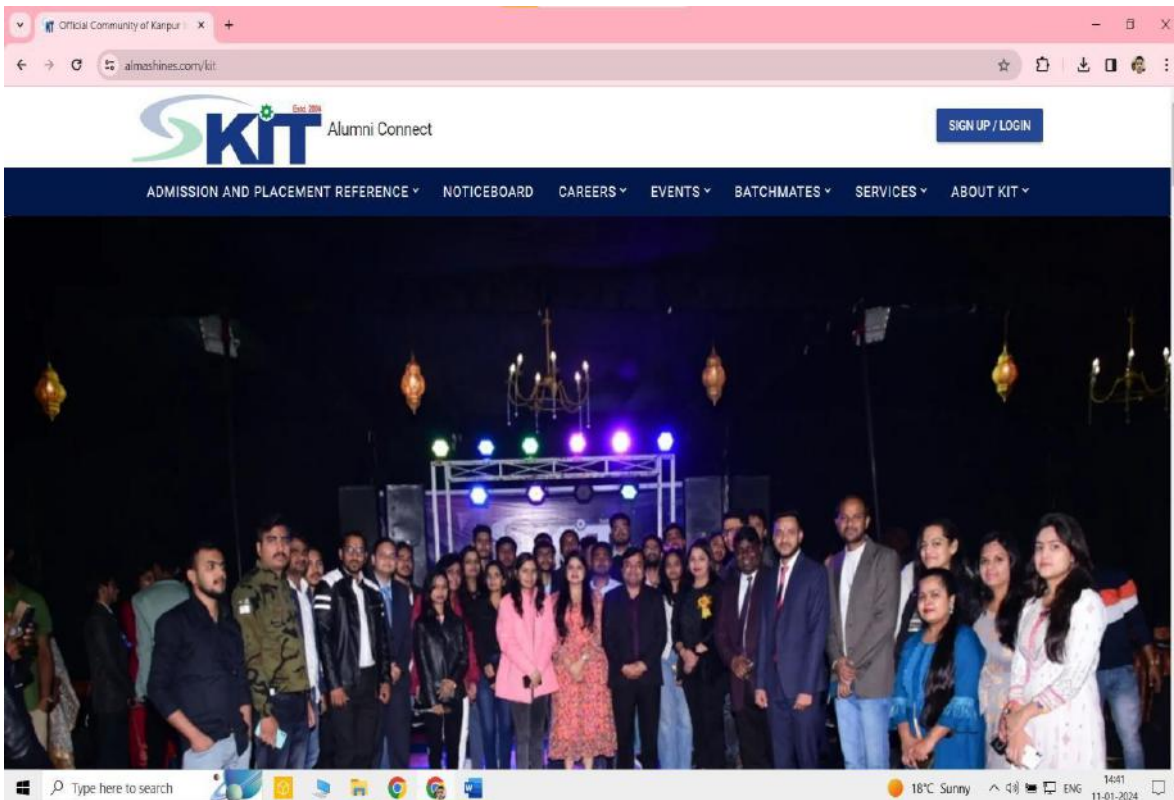 Official Community of Kanpur
almashines.com/kit
Estd. 2004
SKIT Alumni Connect
SIGN UP / LOGIN
ADMISSION AND PLACEMENT REFERENCE NOTICEBOARD CAREERS EVENTS BATCHMATES SERVICES ABOUT KIT
Type here to search
18°C Sunny
ENG
14:41
11-01-2024